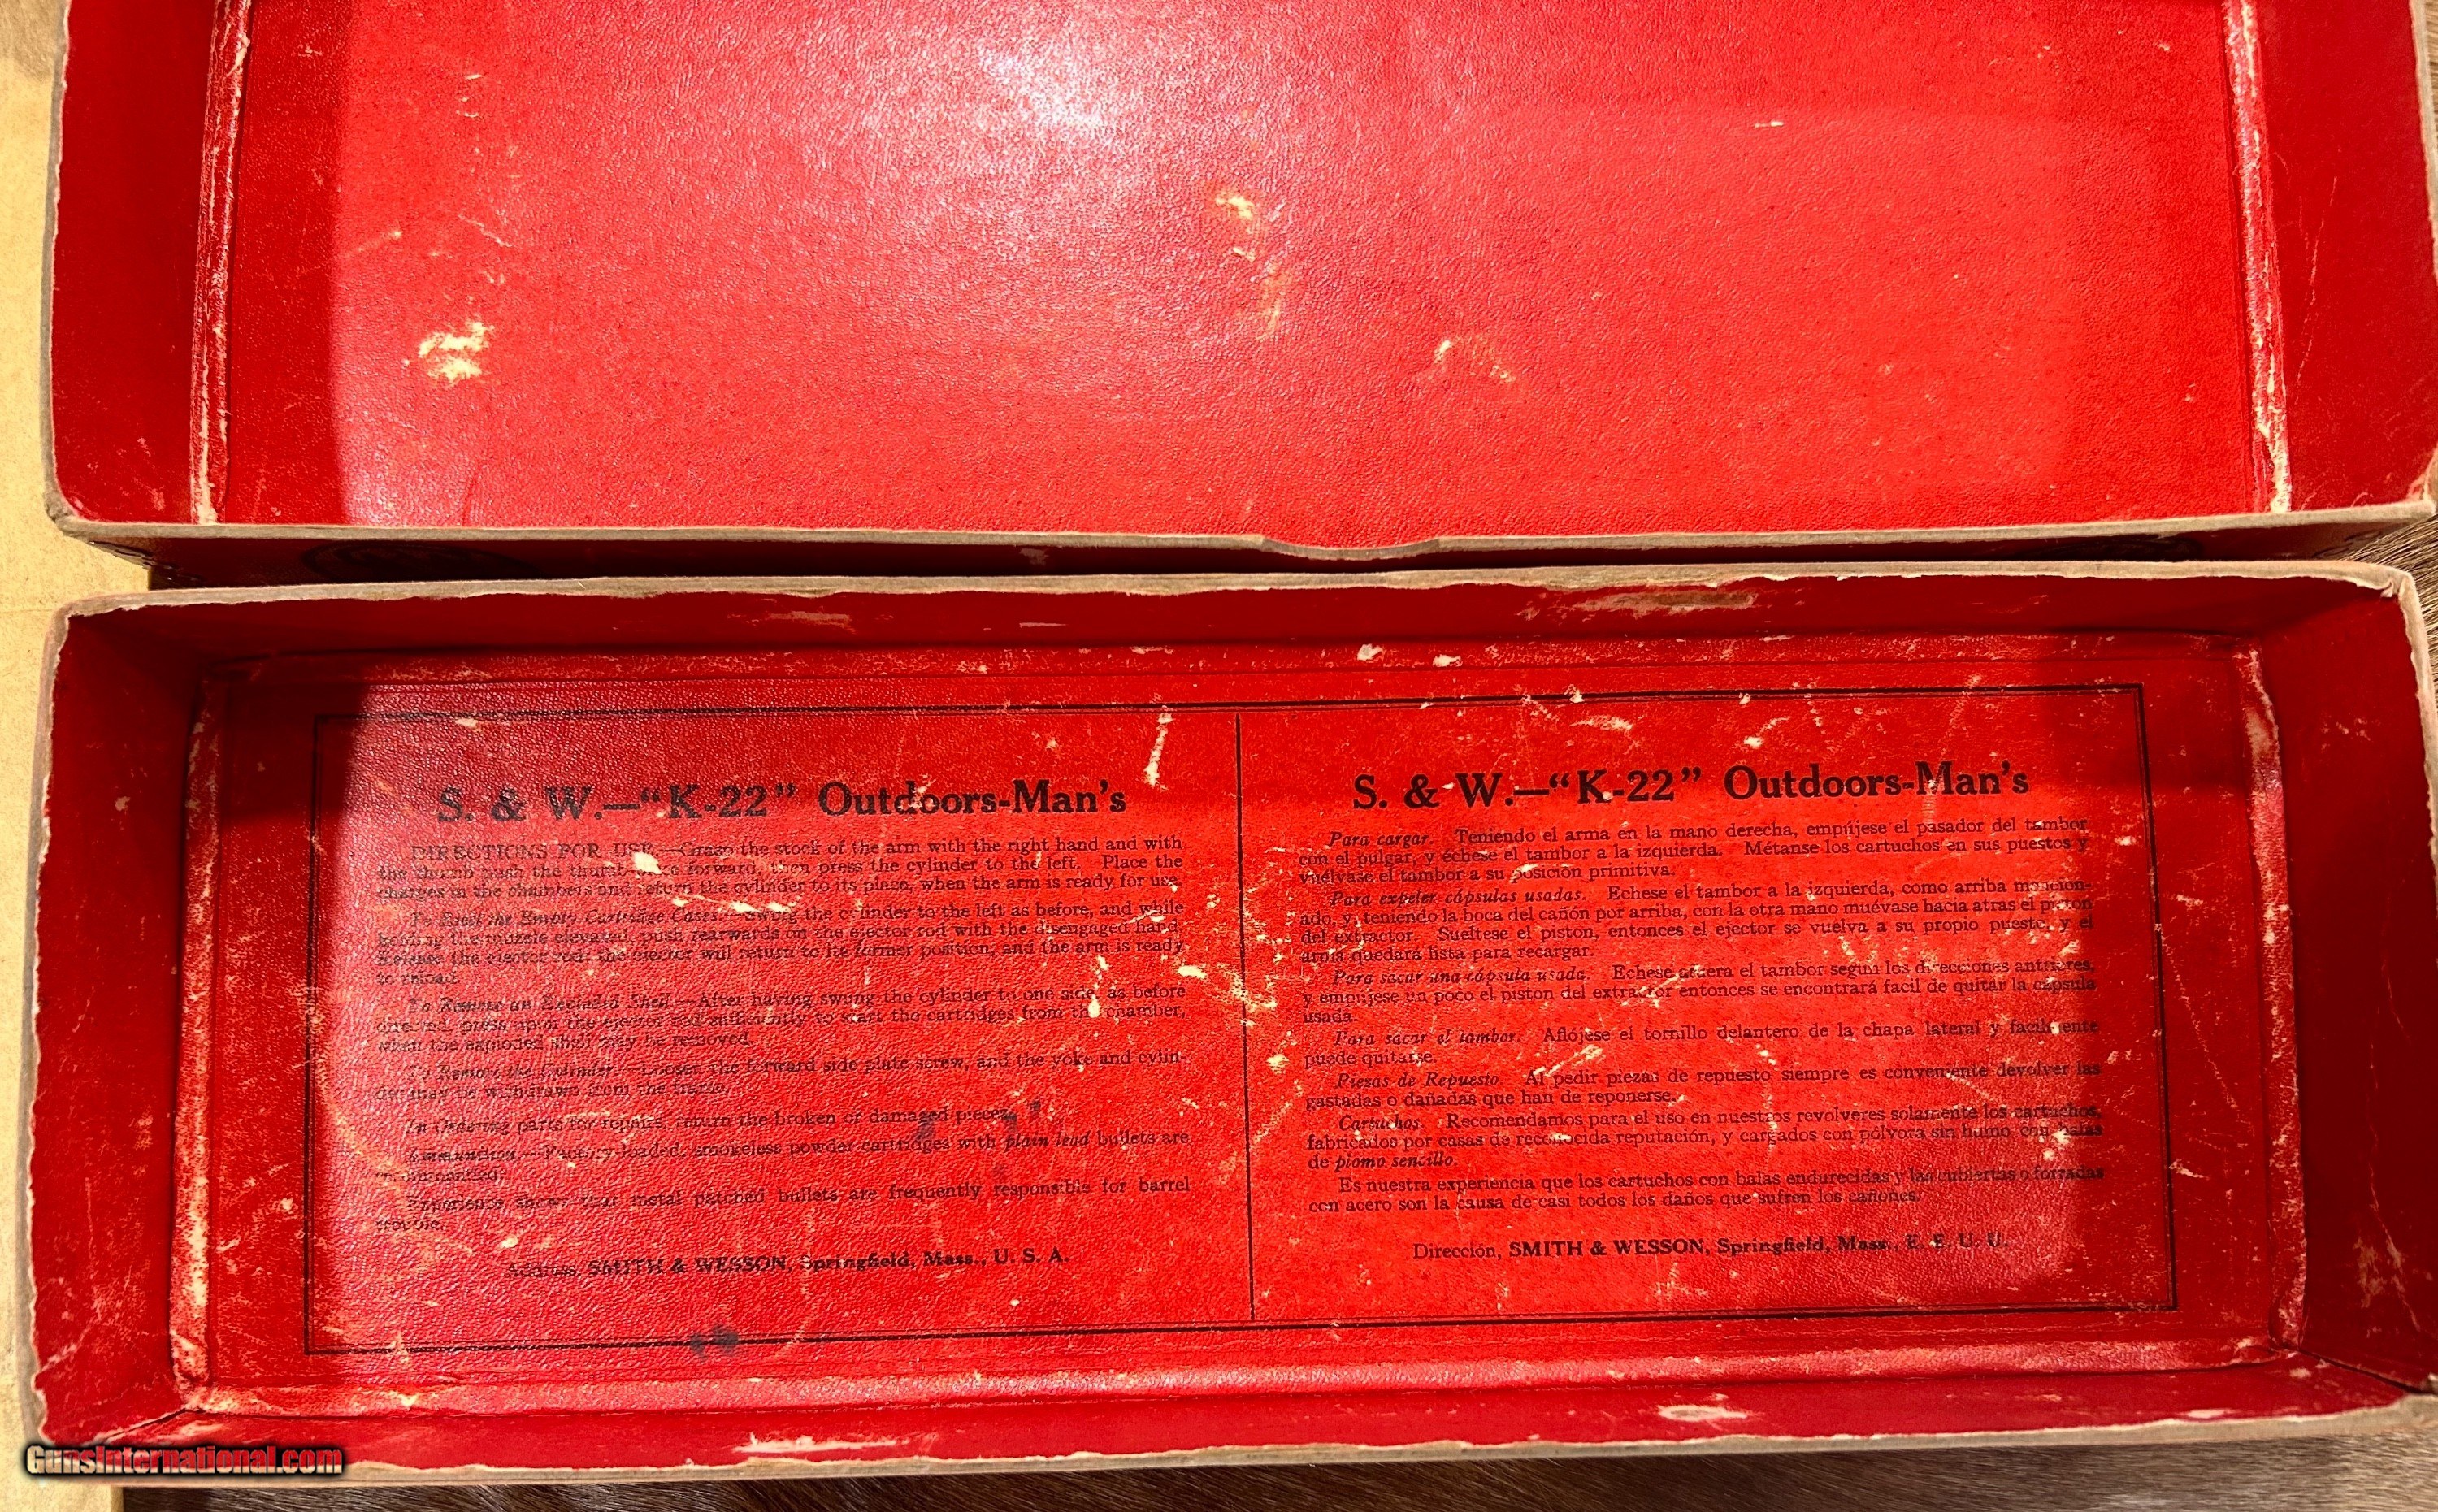 S. & W.—“K-22” Outdoors-Man's
DIRECTIONS FOR USE.—Grasp the stock of the arm with the right hand and with
the thumb push the thumb- forward, then press the cylinder to the left. Place the
charges in the chambers and return the cylinder to its place, when the arm is ready for use.
To Eject the Empty Cartridge Cases.—Swing the cylinder to the left as before, and while
holding the muzzle elevated, push rearwards on the ejector rod with the disengaged hand.
Release the ejector rod; the ejector will return to its former position, and the arm is ready
to reload.
To Remove an Exploded Shell.—After having swung the cylinder to one side, as before
directed, press upon the ejector rod sufficiently to start the cartridges from the chamber,
when the exploded shell may be removed.
To Remove the Cylinder.—Loosen the forward side plate screw, and the yoke and cylin-
der may be withdrawn from the frame.
In Ordering parts for repairs, return the broken or damaged pieces.
Ammunition.—Factory loaded, smokeless powder cartridges with plain lead bullets are
recommended.
Experience shows that metal patched bullets are frequently responsible for barrel
trouble.
Address, SMITH & WESSON, Springfield, Mass., U. S. A.
S. & W.—“K-22” Outdoors-Man's
Para cargar. Teniendo el arma en la mano derecha, empújese el pasador del tambor
con el pulgar, y échese el tambor a la izquierda. Métanse los cartuchos en sus puestos y
vuélvase el tambor a su posición primitiva.
Para expeler cápsulas usadas. Echese el tambor a la izquierda, como arriba mencion-
ado, y, teniendo la boca del cañón por arriba, con la otra mano muévase hacia atras el piston
del extractor. Sueltese el piston, entonces el ejector se vuelva a su propio puesto, y el
arma quedara lista para recargar.
Para sacar una cápsula usada. Echese afuera el tambor segun los direcciones antriores,
y empujese un poco el piston del extractor entonces se encontrará facil de quitar la cápsula
usada.
Para sacar el tambor. Aflójese el tornillo delantero de la chapa lateral y facilmente
puede quitarse.
Piezas de Repuesto. Al pedir piezas de repuesto siempre es conveniente devolver las
gastadas o dañadas que han de reponerse.
Cartuchos. Recomendamos para el uso en nuestros revolveres solamente los cartuchos,
fabricados por casas de reconocida reputación, y cargados con pólvora sin humo con balas
de plomo sencillo.
Es nuestra experiencia que los cartuchos con balas endurecidas y las cubiertas o forradas
con acero son la causa de casi todos los daños que sufren los cañones.
Dirección, SMITH & WESSON, Springfield, Mass., E. E. U. U.
GunsInternational.com